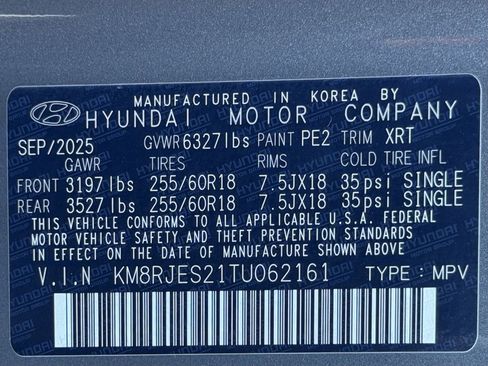 MANUFACTURED IN KOREA BY
HYUNDAI MOTOR COMPANY
SEP/2025 GVWR 6327lbs PAINT PE2 TRIM XRT
GAWR TIRES RIMS COLD TIRE INFL
FRONT 3197lbs 255/60R18 7.5JX18 35psi SINGLE
REAR 3527lbs 255/60R18 7.5JX18 35psi SINGLE
THIS VEHICLE CONFORMS TO ALL APPLICABLE U.S.A. FEDERAL
MOTOR VEHICLE SAFETY AND THEFT PREVENTION STANDARDS
IN EFFECT ON THE DATE OF MANUFACTURE SHOWN ABOVE.
V.I.N KM8RJES21TU062161 TYPE : MPV